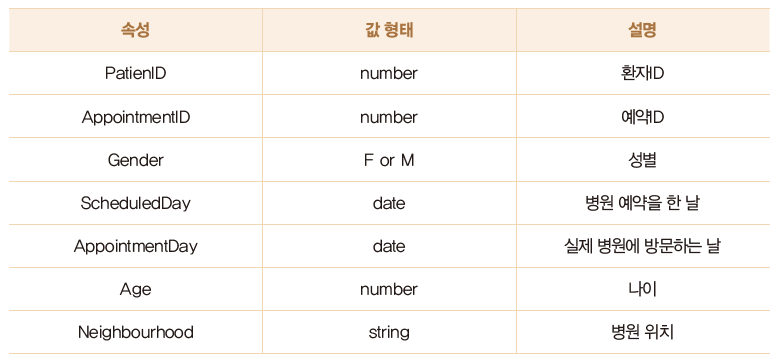 속성 값 형태 설명
PatienID number 환자ID
AppointmentID number 예약ID
Gender F or M 성별
ScheduledDay date 병원 예약을 한 날
AppointmentDay date 실제 병원에 방문하는 날
Age number 나이
Neighbourhood string 병원 위치